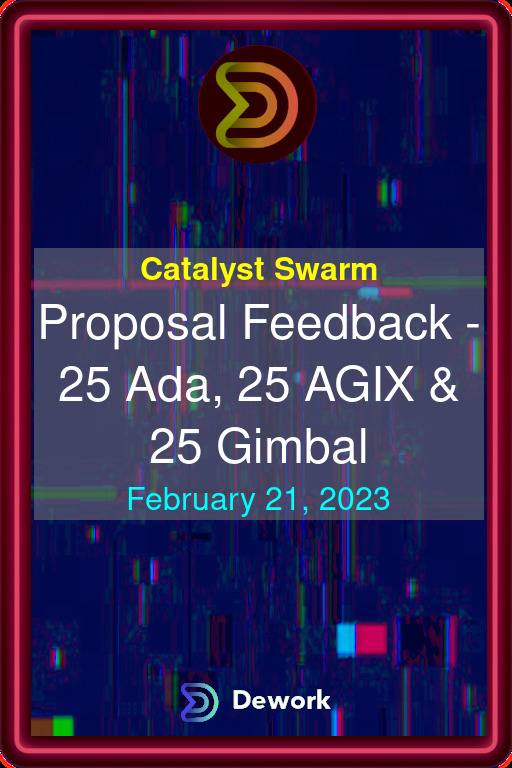 Catalyst Swarm
Proposal Feedback -
25 Ada, 25 AGIX &
25 Gimbal
February 21, 2023
Dework